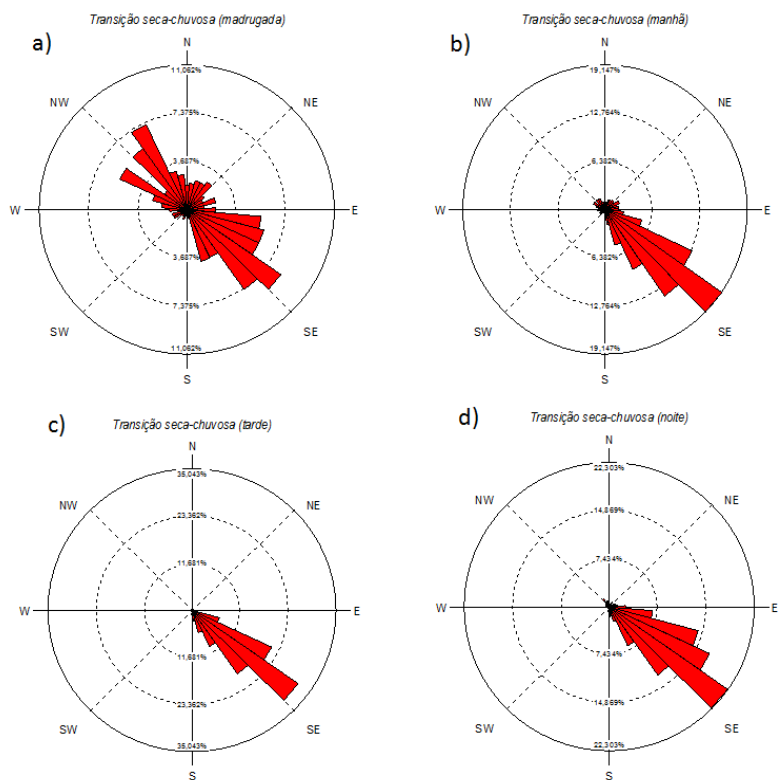 a)
Transição seca-chuvosa (madrugada)
N
11,062%
NW
NE
7,375%
3,687%
W
E
3,687%
7,375%
SW
SE
11,062%
S
b)
Transição seca-chuvosa (manhã)
N
19,147%
NW
NE
12,764%
6,382%
W
E
6,382%
12,764%
SW
SE
19,147%
S
c)
Transição seca-chuvosa (tarde)
N
35,043%
NW
NE
23,362%
11,681%
W
E
11,681%
23,362%
SW
SE
35,043%
S
d)
Transição seca-chuvosa (noite)
N
22,303%
NW
NE
14,869%
7,434%
W
E
7,434%
14,869%
SW
SE
22,303%
S